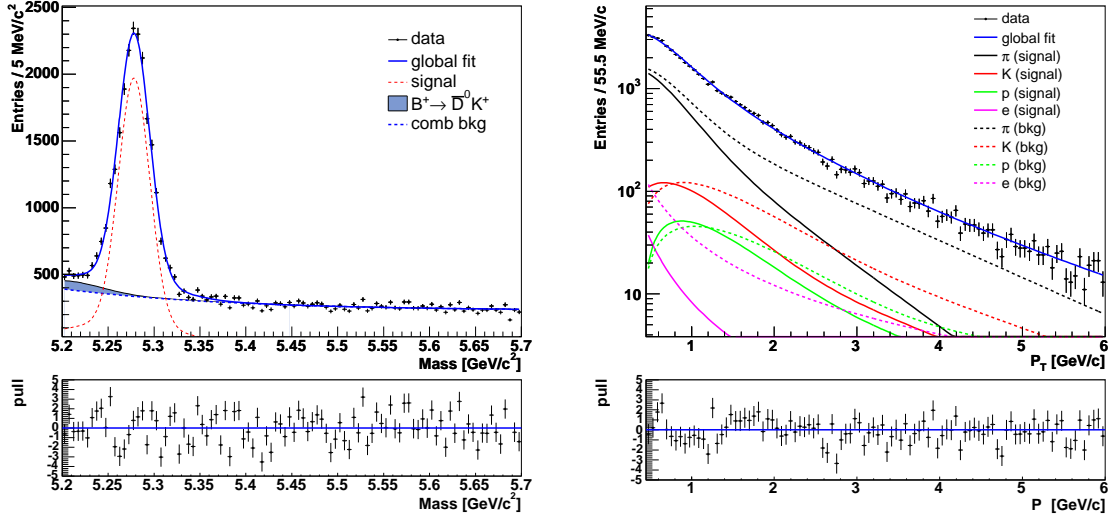 Entries / 5 MeV/c²
2500
2000
1500
1000
500
data
global fit
signal
B⁺→ D̅⁰K⁺
comb bkg
5.2 5.25 5.3 5.35 5.4 5.45 5.5 5.55 5.6 5.65 5.7
Mass [GeV/c²]
pull
5
4
3
2
1
0
-1
-2
-3
-4
-5
5.2 5.25 5.3 5.35 5.4 5.45 5.5 5.55 5.6 5.65 5.7
Mass [GeV/c²]
Entries / 55.5 MeV/c
10³
10²
10
data
global fit
π (signal)
K (signal)
p (signal)
e (signal)
π (bkg)
K (bkg)
p (bkg)
e (bkg)
1 2 3 4 5 6
P_T [GeV/c]
pull
5
4
3
2
1
0
-1
-2
-3
-4
-5
1 2 3 4 5 6
P [GeV/c]